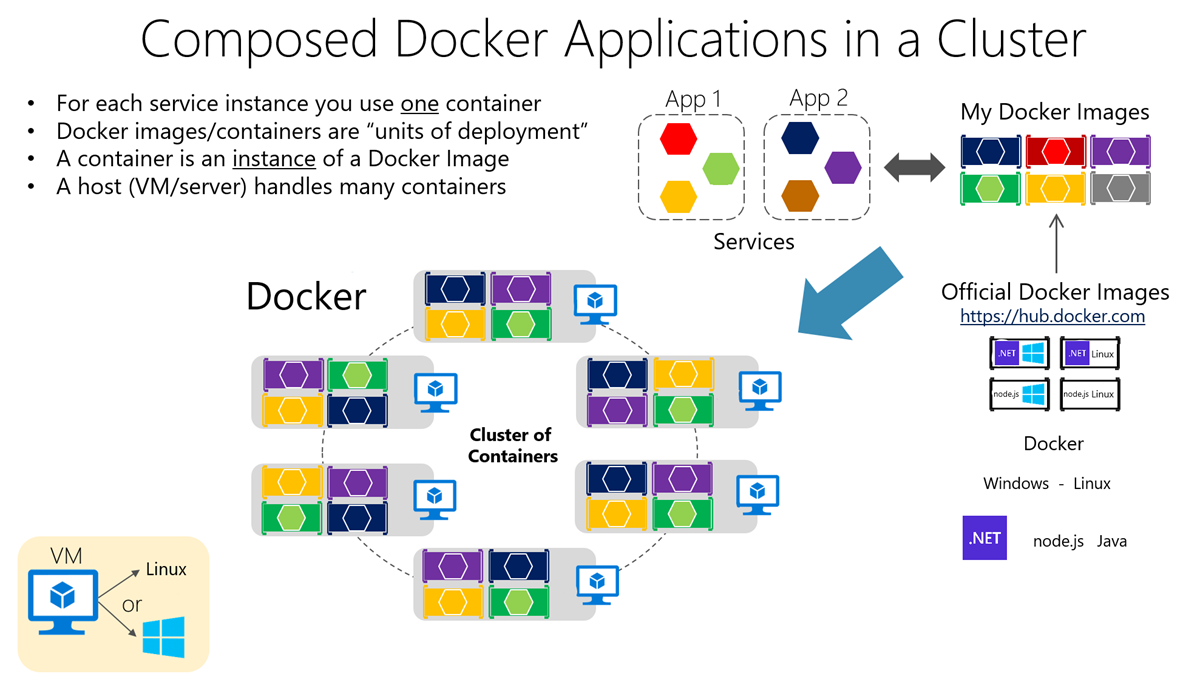 Composed Docker Applications in a Cluster
• For each service instance you use one container
• Docker images/containers are “units of deployment”
• A container is an instance of a Docker Image
• A host (VM/server) handles many containers
App 1
App 2
Services
My Docker Images
Official Docker Images
https://hub.docker.com
.NET
.NET Linux
node.js
node.js Linux
Docker
Windows - Linux
.NET node.js Java
Docker
Cluster of
Containers
VM
Linux
or